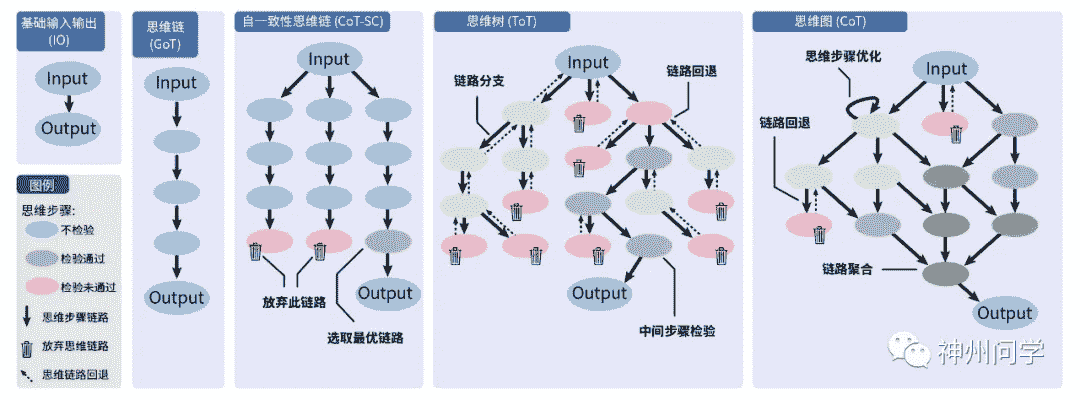 基础输入输出
(IO)
Input
Output
图例
思维步骤:
不检验
检验通过
检验未通过
思维步骤链路
放弃思维链路
思维链路回退
思维链
(GoT)
Input
Output
自一致性思维链 (CoT-SC)
Input
放弃此链路
Output
选取最优链路
思维树 (ToT)
Input
链路分支
链路回退
Output
中间步骤检验
思维图 (CoT)
思维步骤优化
Input
链路回退
链路聚合
Output
神州问学